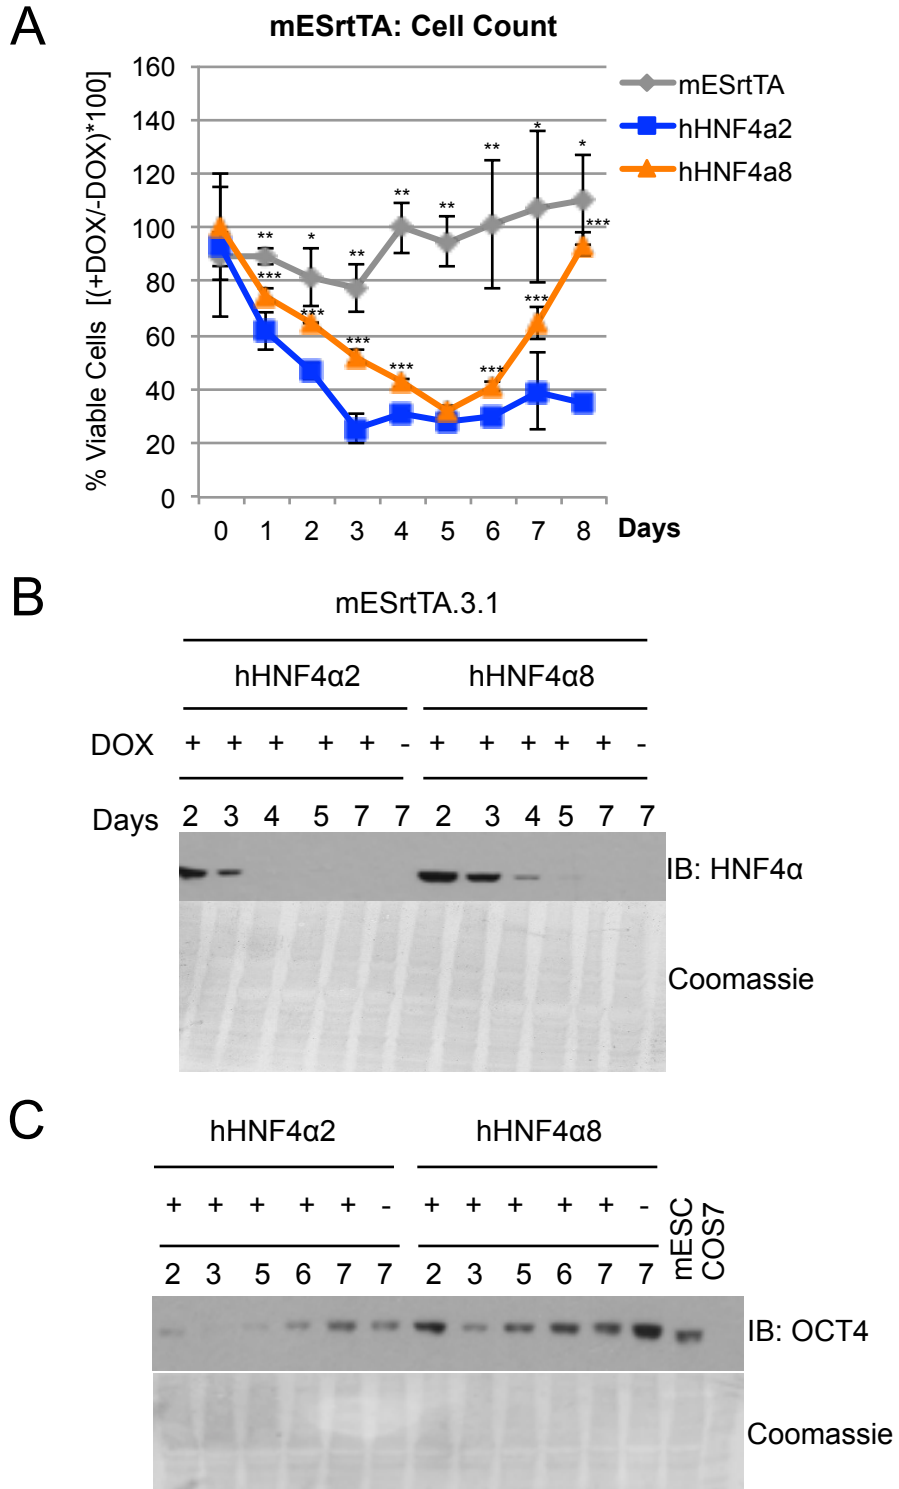 A
mESrtTA: Cell Count
% Viable Cells [(+DOX/-DOX)*100]
160
140
120
100
80
60
40
20
0
** * ** ** ** ** * *
*** *** *** *** *** *** ***
0 1 2 3 4 5 6 7 8 Days
mESrtTA
hHNF4a2
hHNF4a8
B
mESrtTA.3.1
hHNF4α2 hHNF4α8
DOX + + + + + - + + + + + -
Days 2 3 4 5 7 7 2 3 4 5 7 7
IB: HNF4α
Coomassie
C
hHNF4α2 hHNF4α8
+ + + + + - + + + + + - mESC COS7
2 3 5 6 7 7 2 3 5 6 7 7
IB: OCT4
Coomassie